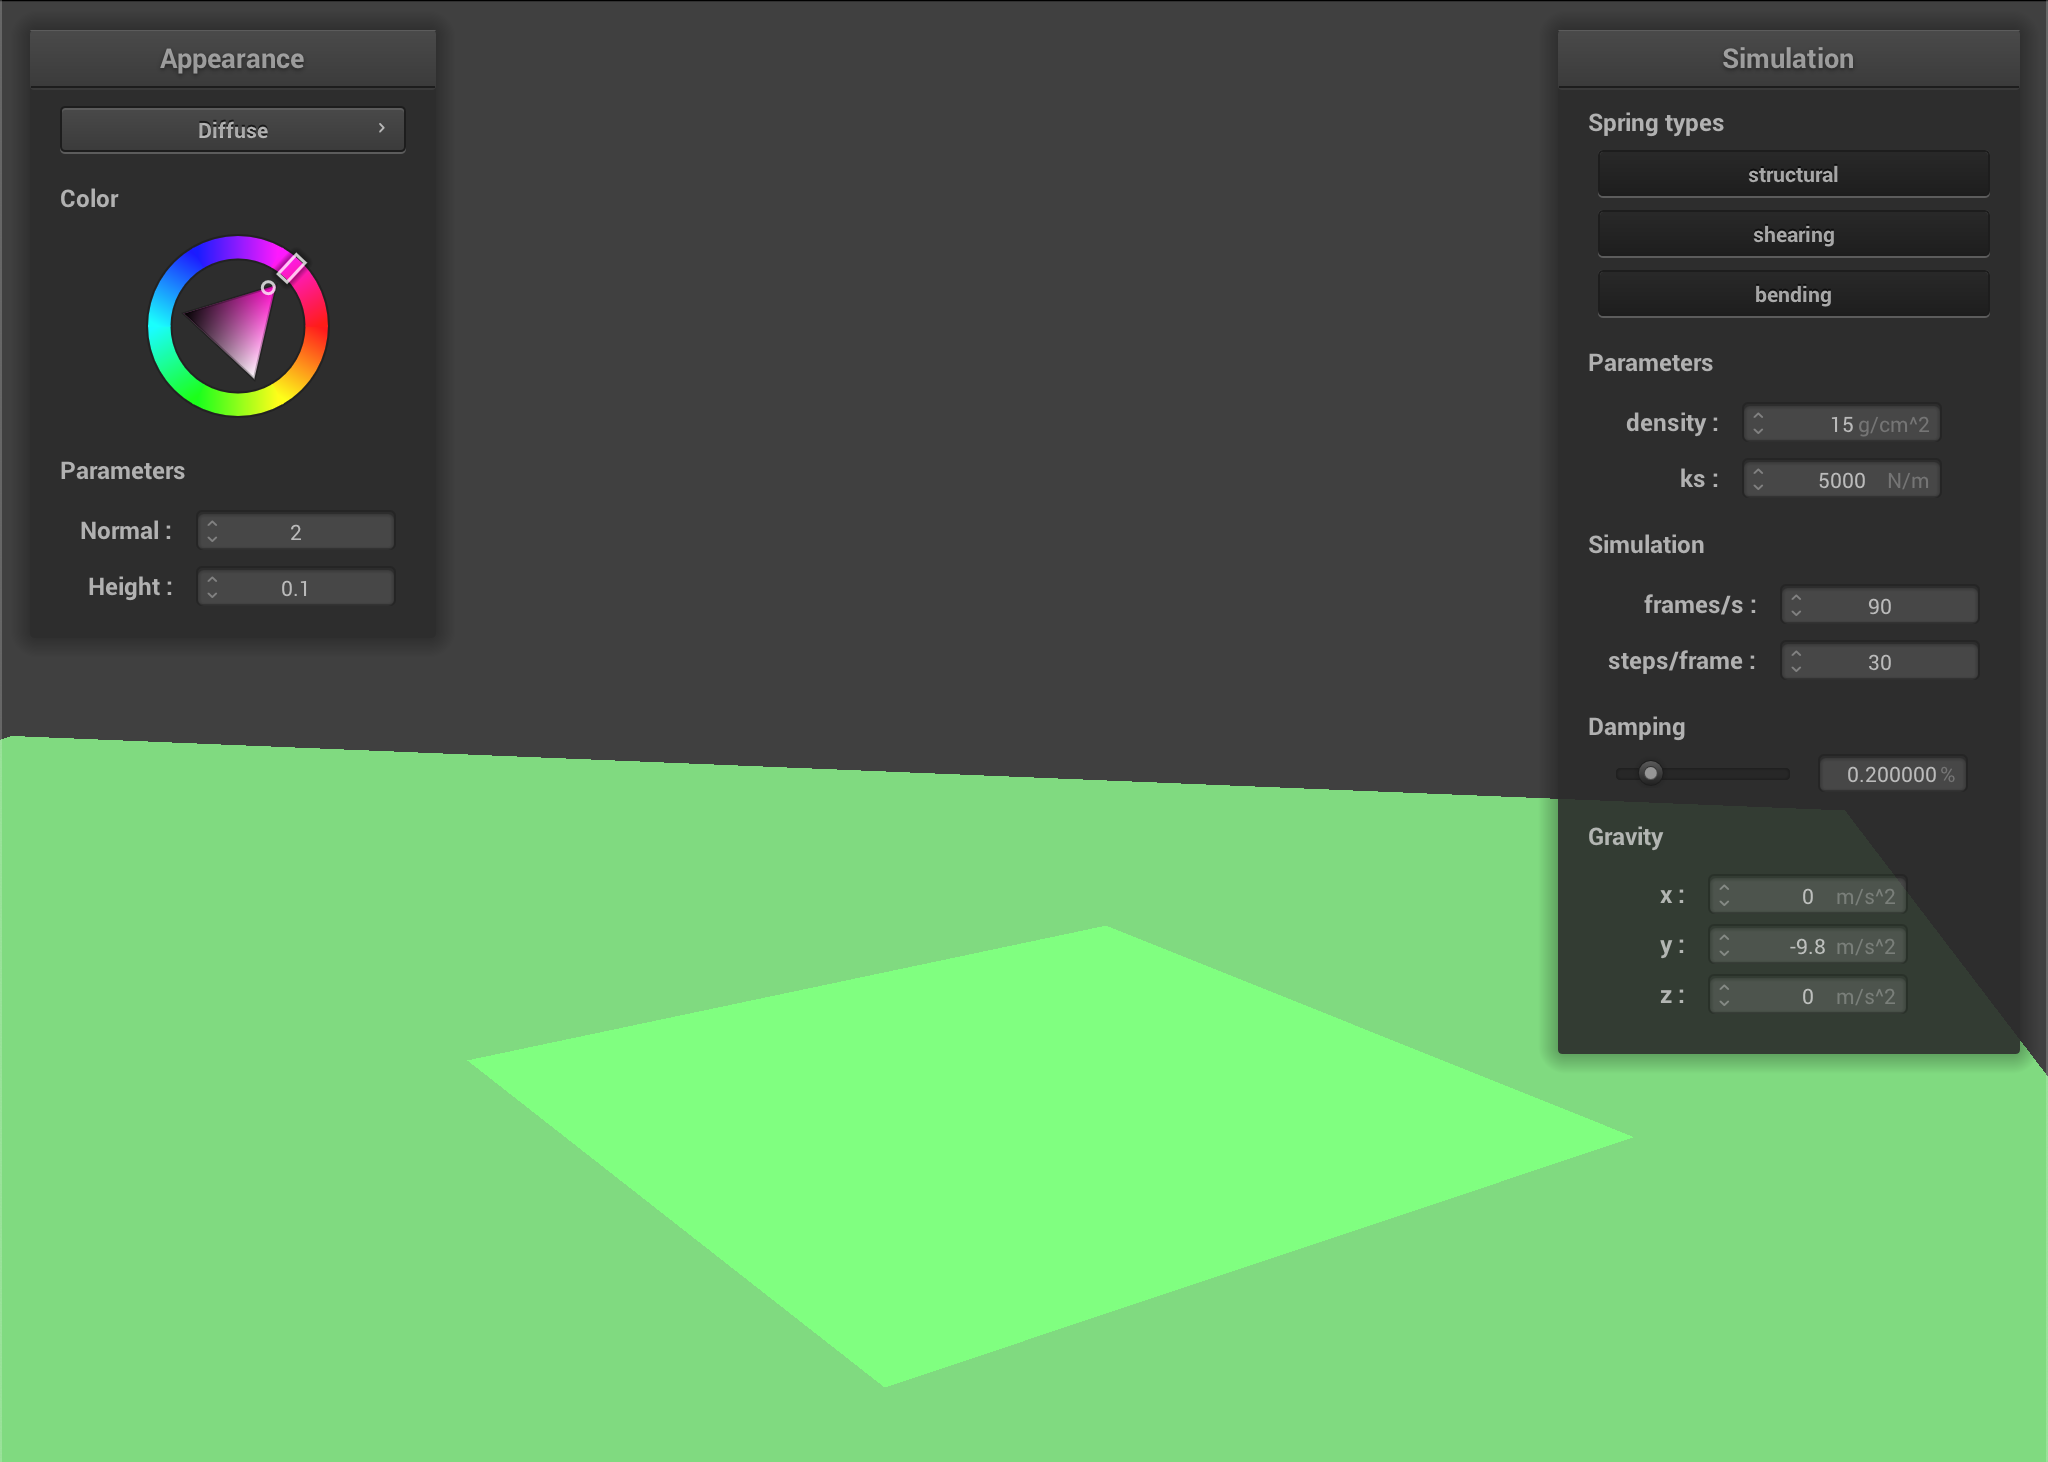 Appearance
Diffuse
Color
Parameters
Normal : 2
Height : 0.1
Simulation
Spring types
structural
shearing
bending
Parameters
density : 15 g/cm^2
ks : 5000 N/m
Simulation
frames/s : 90
steps/frame : 30
Damping
0.200000 %
Gravity
x : 0 m/s^2
y : -9.8 m/s^2
z : 0 m/s^2